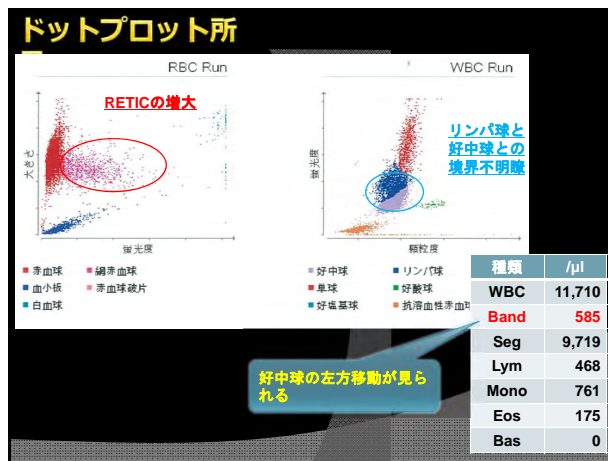 ドットプロット所
RBC Run
RETICの増大
大きさ
蛍光度
赤血球
網赤血球
血小板
赤血球破片
白血球
WBC Run
リンパ球と
好中球との
境界不明瞭
蛍光度
顆粒度
好中球
リンパ球
単球
好酸球
好塩基球
抗溶血性赤血球
好中球の左方移動が見ら
れる
種類 /µl
WBC 11,710
Band 585
Seg 9,719
Lym 468
Mono 761
Eos 175
Bas 0